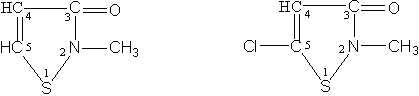 HC 4 3 O HC 4 3 O
HC 5 2 N CH3 Cl 5 2 N CH3
1 1
S S